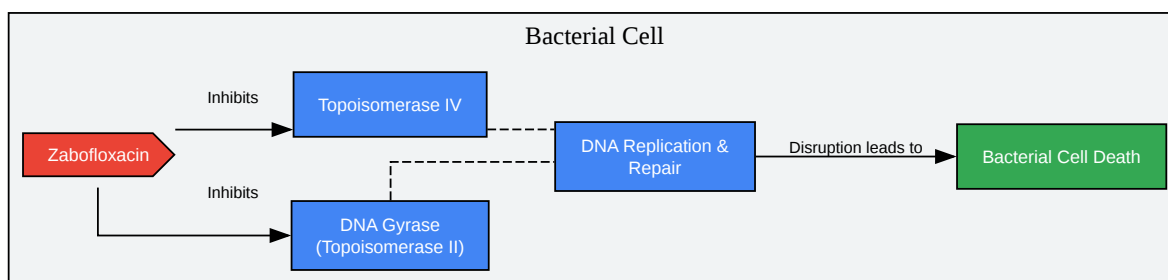 Bacterial Cell
Inhibits
Topoisomerase IV
Zabofloxacin
DNA Replication &
Repair
Disruption leads to
Bacterial Cell Death
Inhibits
DNA Gyrase
(Topoisomerase II)